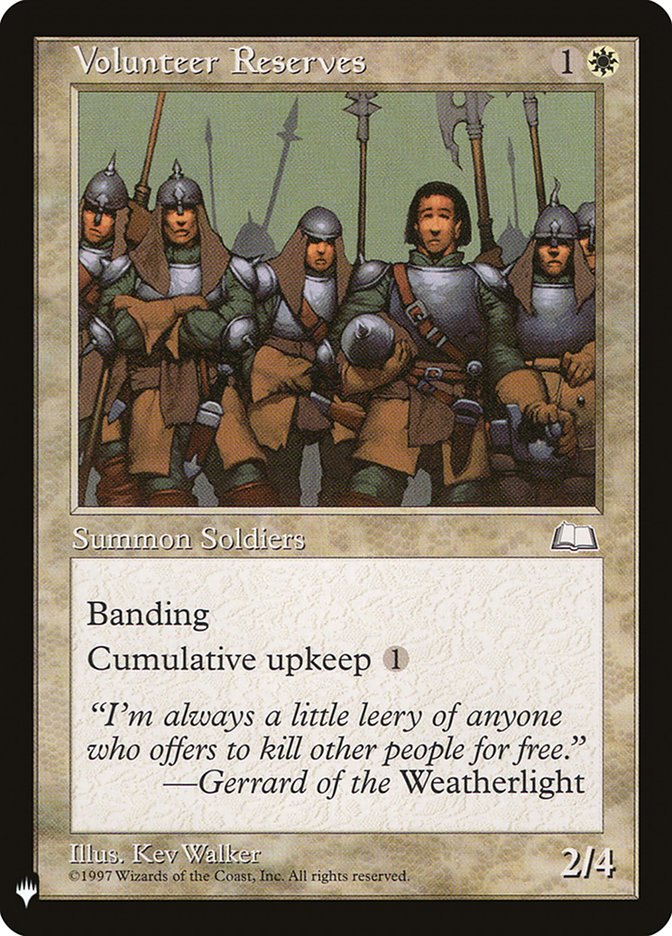 Volunteer Reserves 1
Summon Soldiers
Banding
Cumulative upkeep 1
“I’m always a little leery of anyone
who offers to kill other people for free.”
—Gerrard of the Weatherlight
Illus. Kev Walker
©1997 Wizards of the Coast, Inc. All rights reserved.
2/4